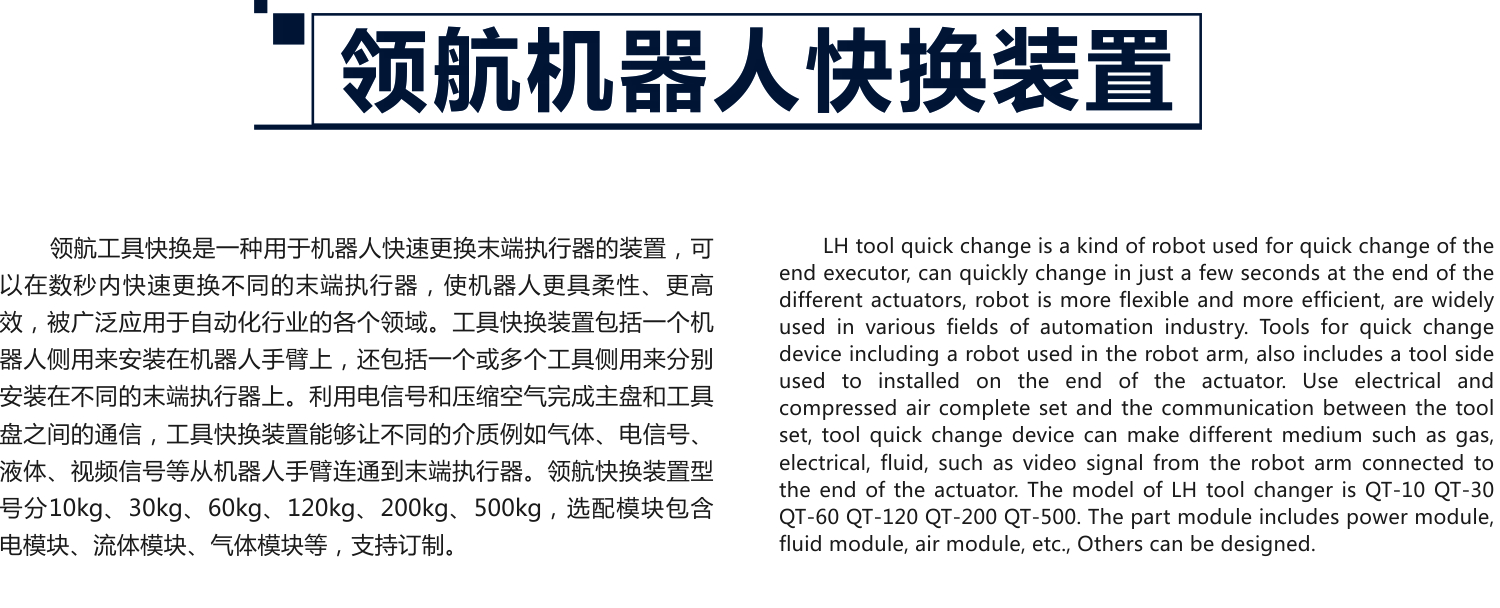 领航机器人快换装置
领航工具快换是一种用于机器人快速更换末端执行器的装置，可
以在数秒内快速更换不同的末端执行器，使机器人更具柔性、更高
效，被广泛应用于自动化行业的各个领域。工具快换装置包括一个机
器人侧用来安装在机器人手臂上，还包括一个或多个工具侧用来分别
安装在不同的末端执行器上。利用电信号和压缩空气完成主盘和工具
盘之间的通信，工具快换装置能够让不同的介质例如气体、电信号、
液体、视频信号等从机器人手臂连通到末端执行器。领航快换装置型
号分10kg、30kg、60kg、120kg、200kg、500kg，选配模块包含
电模块、流体模块、气体模块等，支持订制。
LH tool quick change is a kind of robot used for quick change of the
end executor, can quickly change in just a few seconds at the end of the
different actuators, robot is more flexible and more efficient, are widely
used in various fields of automation industry. Tools for quick change
device including a robot used in the robot arm, also includes a tool side
used to installed on the end of the actuator. Use electrical and
compressed air complete set and the communication between the tool
set, tool quick change device can make different medium such as gas,
electrical, fluid, such as video signal from the robot arm connected to
the end of the actuator. The model of LH tool changer is QT-10 QT-30
QT-60 QT-120 QT-200 QT-500. The part module includes power module,
fluid module, air module, etc., Others can be designed.